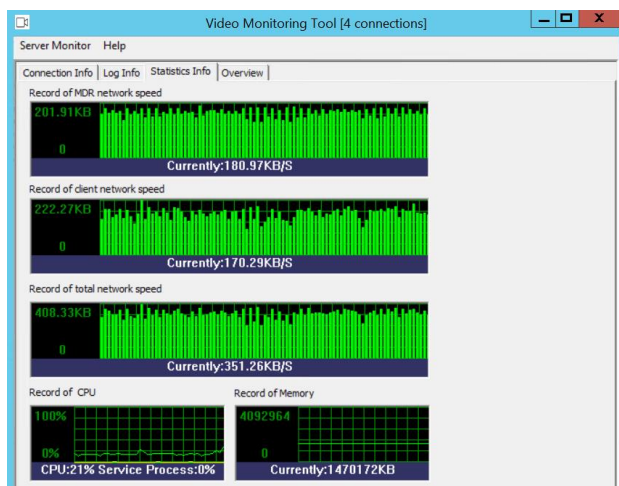 Video Monitoring Tool [4 connections]
Server Monitor Help
Connection Info Log Info Statistics Info Overview
Record of MDR network speed
201.91KB
0
Currently:180.97KB/S
Record of client network speed
222.27KB
0
Currently:170.29KB/S
Record of total network speed
408.33KB
0
Currently:351.26KB/S
Record of CPU Record of Memory
100% 4092964
0% 0
CPU:21% Service Process:0% Currently:1470172KB